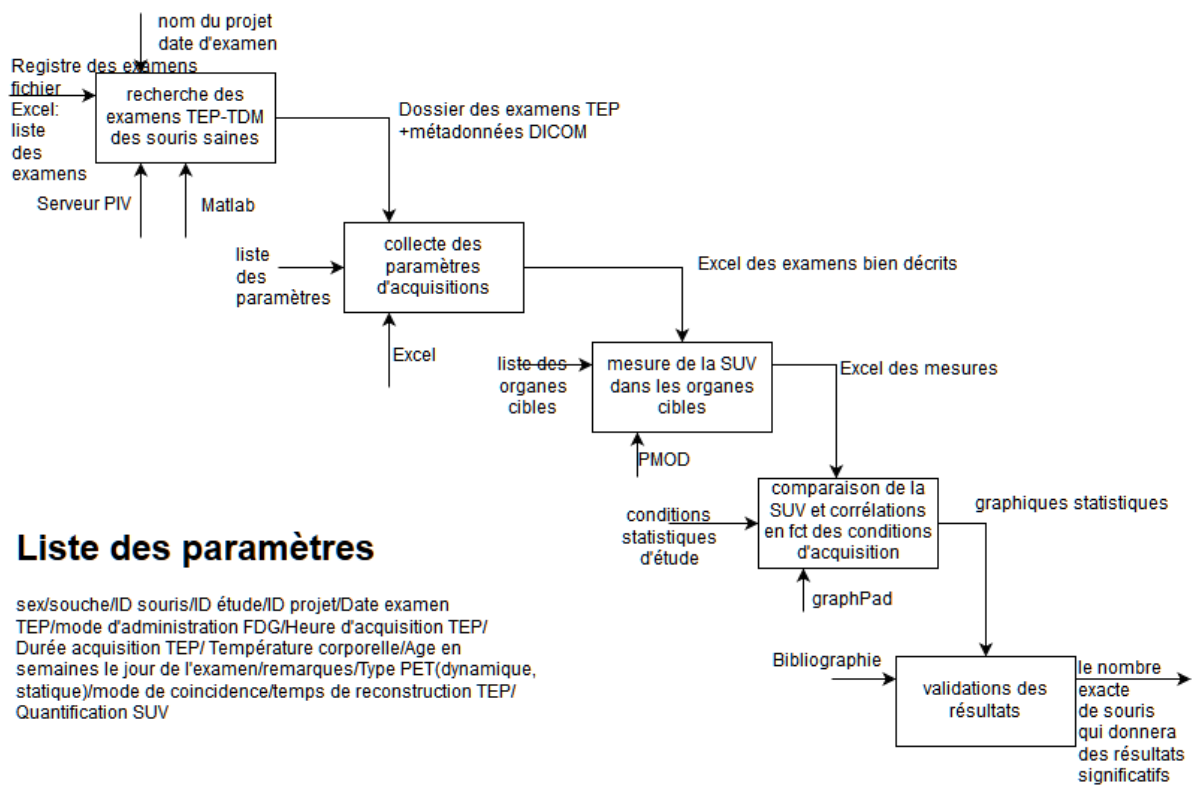 nom du projet
date d'examen
Registre des examens
fichier
Excel:
liste
des
examens
recherche des
examens TEP-TDM
des souris saines
Serveur PIV
Matlab
Dossier des examens TEP
+métadonnées DICOM
liste
des
paramètres
collecte des
paramètres
d'acquisitions
Excel
Excel des examens bien décrits
liste des
organes
cibles
mesure de la SUV
dans les organes
cibles
PMOD
Excel des mesures
conditions
statistiques
d'étude
comparaison de la
SUV et corrélations
en fct des conditions
d'acquisition
graphPad
graphiques statistiques
Bibliographie
validations des
résultats
le nombre
exacte
de souris
qui donnera
des résultats
significatifs
Liste des paramètres
sex/souche/ID souris/ID étude/ID projet/Date examen
TEP/mode d'administration FDG/Heure d'acquisition TEP/
Durée acquisition TEP/ Température corporelle/Age en
semaines le jour de l'examen/remarques/Type PET(dynamique,
statique)/mode de coincidence/temps de reconstruction TEP/
Quantification SUV